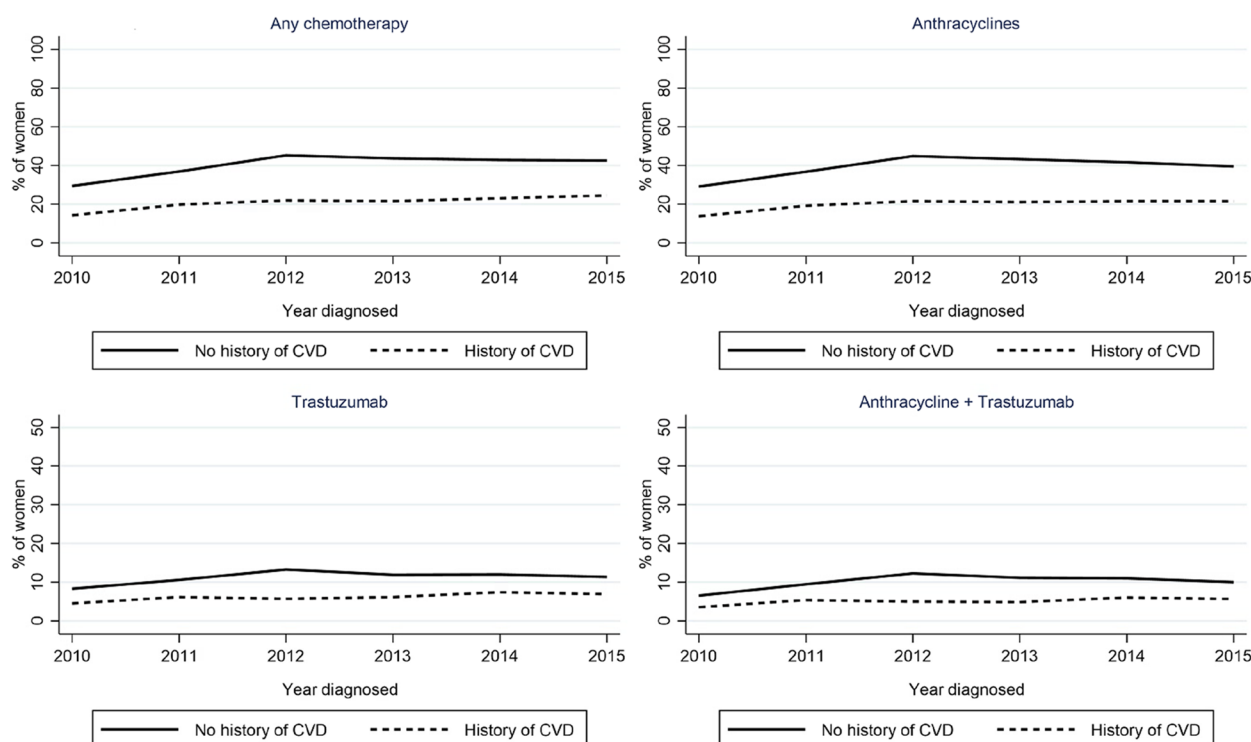 Any chemotherapy
% of women
100
80
60
40
20
0
2010 2011 2012 2013 2014 2015
Year diagnosed
No history of CVD History of CVD
Anthracyclines
% of women
100
80
60
40
20
0
2010 2011 2012 2013 2014 2015
Year diagnosed
No history of CVD History of CVD
Trastuzumab
% of women
50
40
30
20
10
0
2010 2011 2012 2013 2014 2015
Year diagnosed
No history of CVD History of CVD
Anthracycline + Trastuzumab
% of women
50
40
30
20
10
0
2010 2011 2012 2013 2014 2015
Year diagnosed
No history of CVD History of CVD